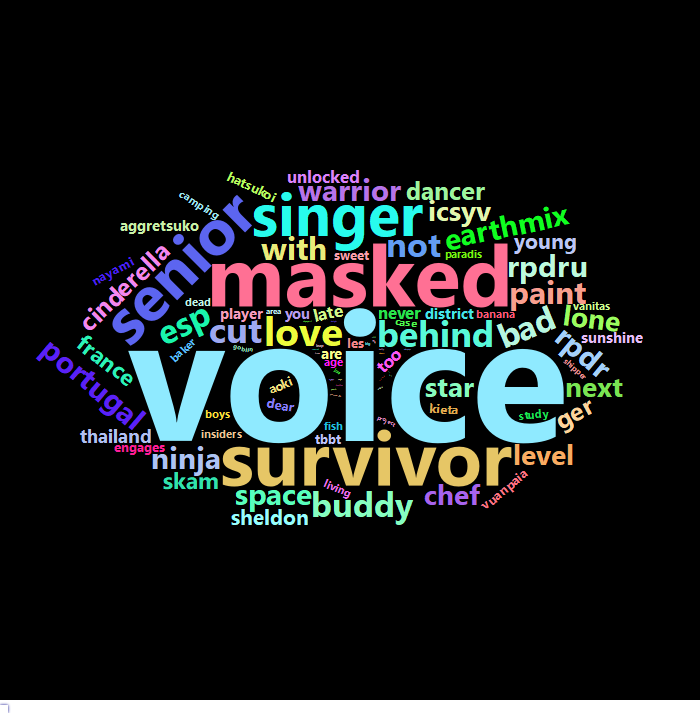 hatsukoi
unlocked
camping
warrior
dancer
aggretsuko
senior
singer
icsyv
earthmix
nayami
cinderella
with
sweet
not
paradis
young
masked
rpdru
dead
paint
vanitas
esp
player
area
you
late
never
district
banana
lone
france
cut
love
case
behind
bad
sunshine
baker
gohun
are
les
too
rpdr
shipper
portugal
voice
age
aoki
star
next
boys
dear
kieta
study
ger
thailand
insiders
fish
tbbt
engages
ninja
survivor
level
skam
living
yuanpaia
space
buddy
chef
sheldon